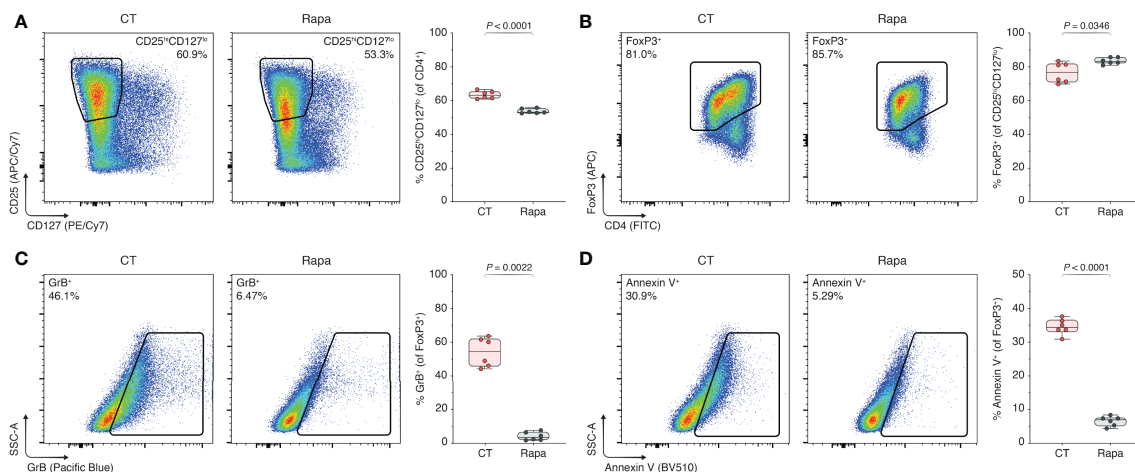 A
CT
Rapa
CD25ʰⁱCD127ˡᵒ
60.9%
CD25ʰⁱCD127ˡᵒ
53.3%
CD25 (APC/Cy7)
CD127 (PE/Cy7)
P < 0.0001
% CD25ʰⁱCD127ˡᵒ (of CD4⁺)
100
80
60
40
20
0
CT
Rapa
B
CT
Rapa
FoxP3⁺
81.0%
FoxP3⁺
85.7%
FoxP3 (APC)
CD4 (FITC)
P = 0.0346
% FoxP3⁺ (of CD25ʰⁱCD127ˡᵒ)
100
80
60
40
20
0
CT
Rapa
C
CT
Rapa
GrB⁺
46.1%
GrB⁺
6.47%
SSC-A
GrB (Pacific Blue)
P = 0.0022
% GrB⁺ (of FoxP3⁺)
100
80
60
40
20
0
CT
Rapa
D
CT
Rapa
Annexin V⁺
30.9%
Annexin V⁺
5.29%
SSC-A
Annexin V (BV510)
P < 0.0001
% Annexin V⁺ (of FoxP3⁺)
50
40
30
20
10
0
CT
Rapa